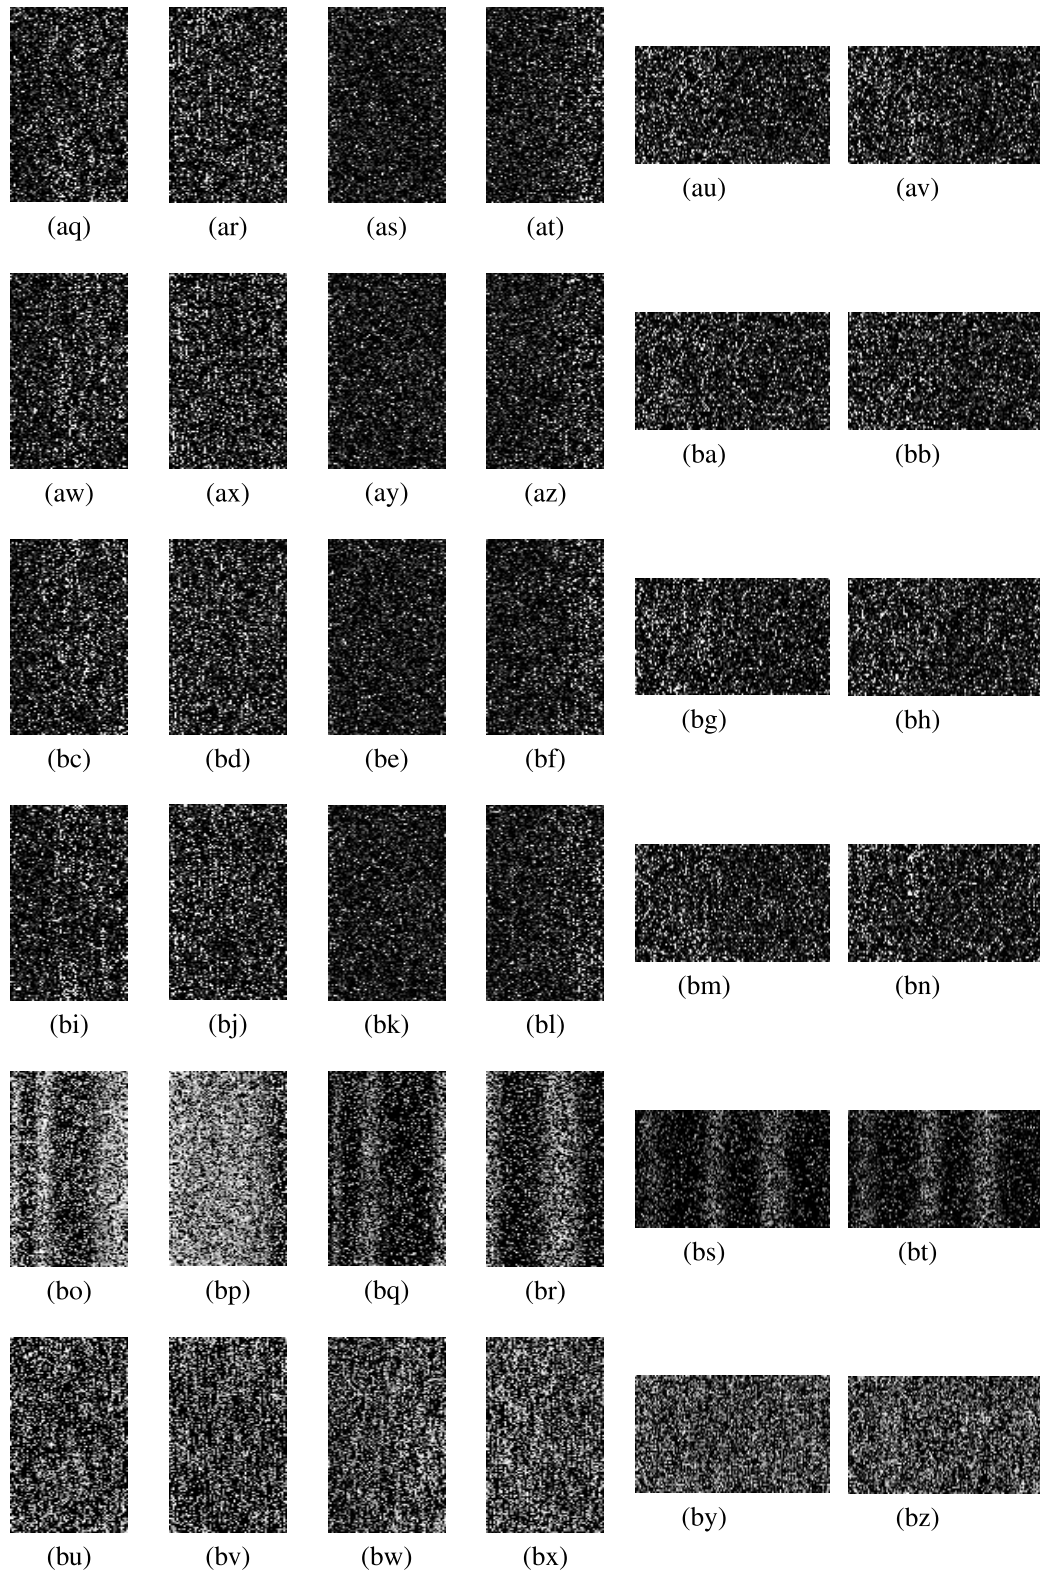 (aq) (ar) (as) (at) (au) (av)
(aw) (ax) (ay) (az) (ba) (bb)
(bc) (bd) (be) (bf) (bg) (bh)
(bi) (bj) (bk) (bl) (bm) (bn)
(bo) (bp) (bq) (br) (bs) (bt)
(bu) (bv) (bw) (bx) (by) (bz)